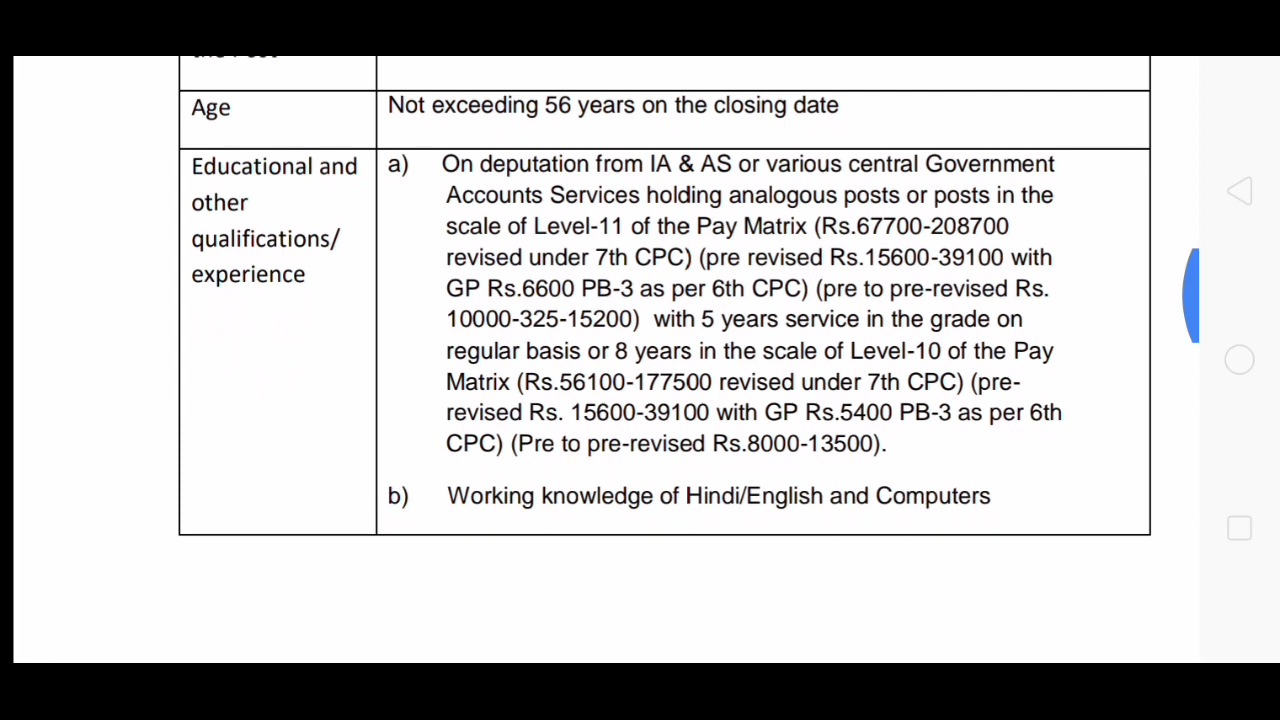 Age
Not exceeding 56 years on the closing date
Educational and
other
qualifications/
experience
a) On deputation from IA & AS or various central Government
Accounts Services holding analogous posts or posts in the
scale of Level-11 of the Pay Matrix (Rs.67700-208700
revised under 7th CPC) (pre revised Rs.15600-39100 with
GP Rs.6600 PB-3 as per 6th CPC) (pre to pre-revised Rs.
10000-325-15200) with 5 years service in the grade on
regular basis or 8 years in the scale of Level-10 of the Pay
Matrix (Rs.56100-177500 revised under 7th CPC) (pre-
revised Rs. 15600-39100 with GP Rs.5400 PB-3 as per 6th
CPC) (Pre to pre-revised Rs.8000-13500).
b) Working knowledge of Hindi/English and Computers